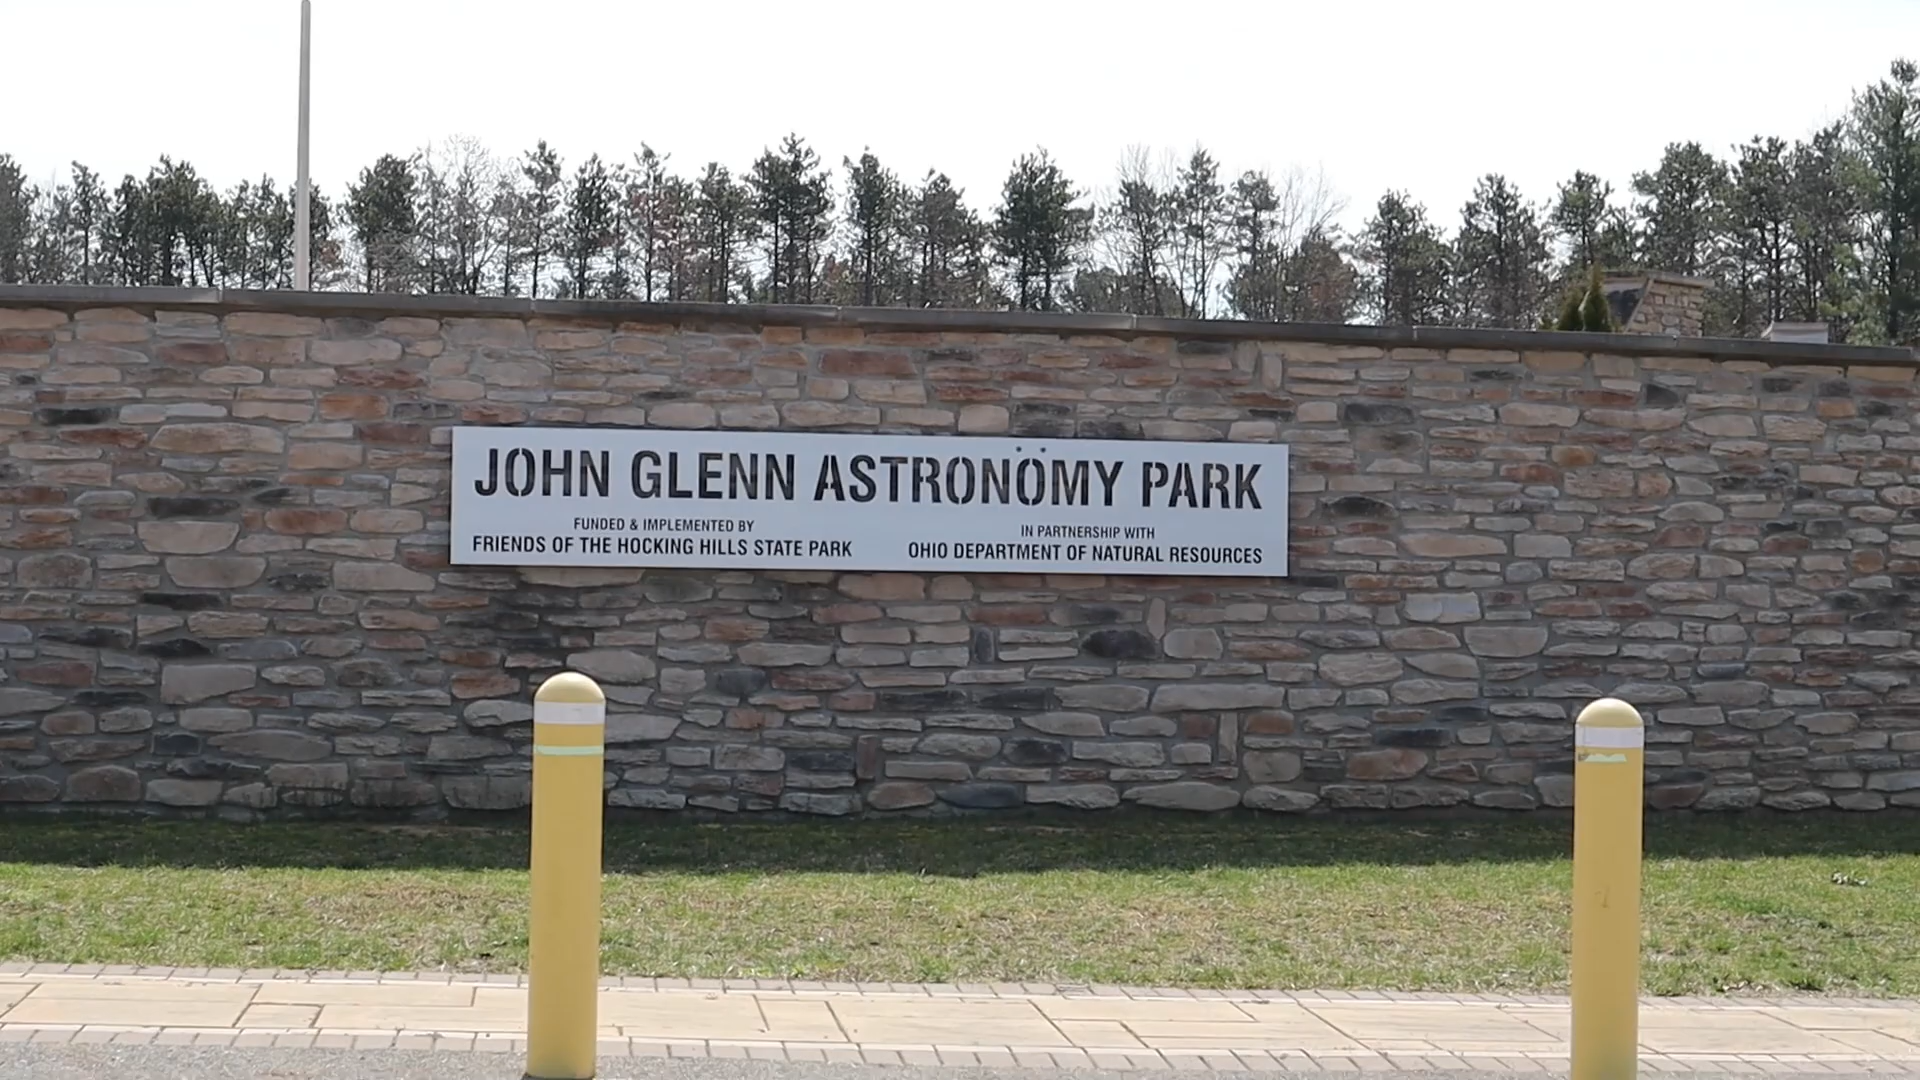 JOHN GLENN ASTRONOMY PARK
FUNDED & IMPLEMENTED BY
FRIENDS OF THE HOCKING HILLS STATE PARK
IN PARTNERSHIP WITH
OHIO DEPARTMENT OF NATURAL RESOURCES